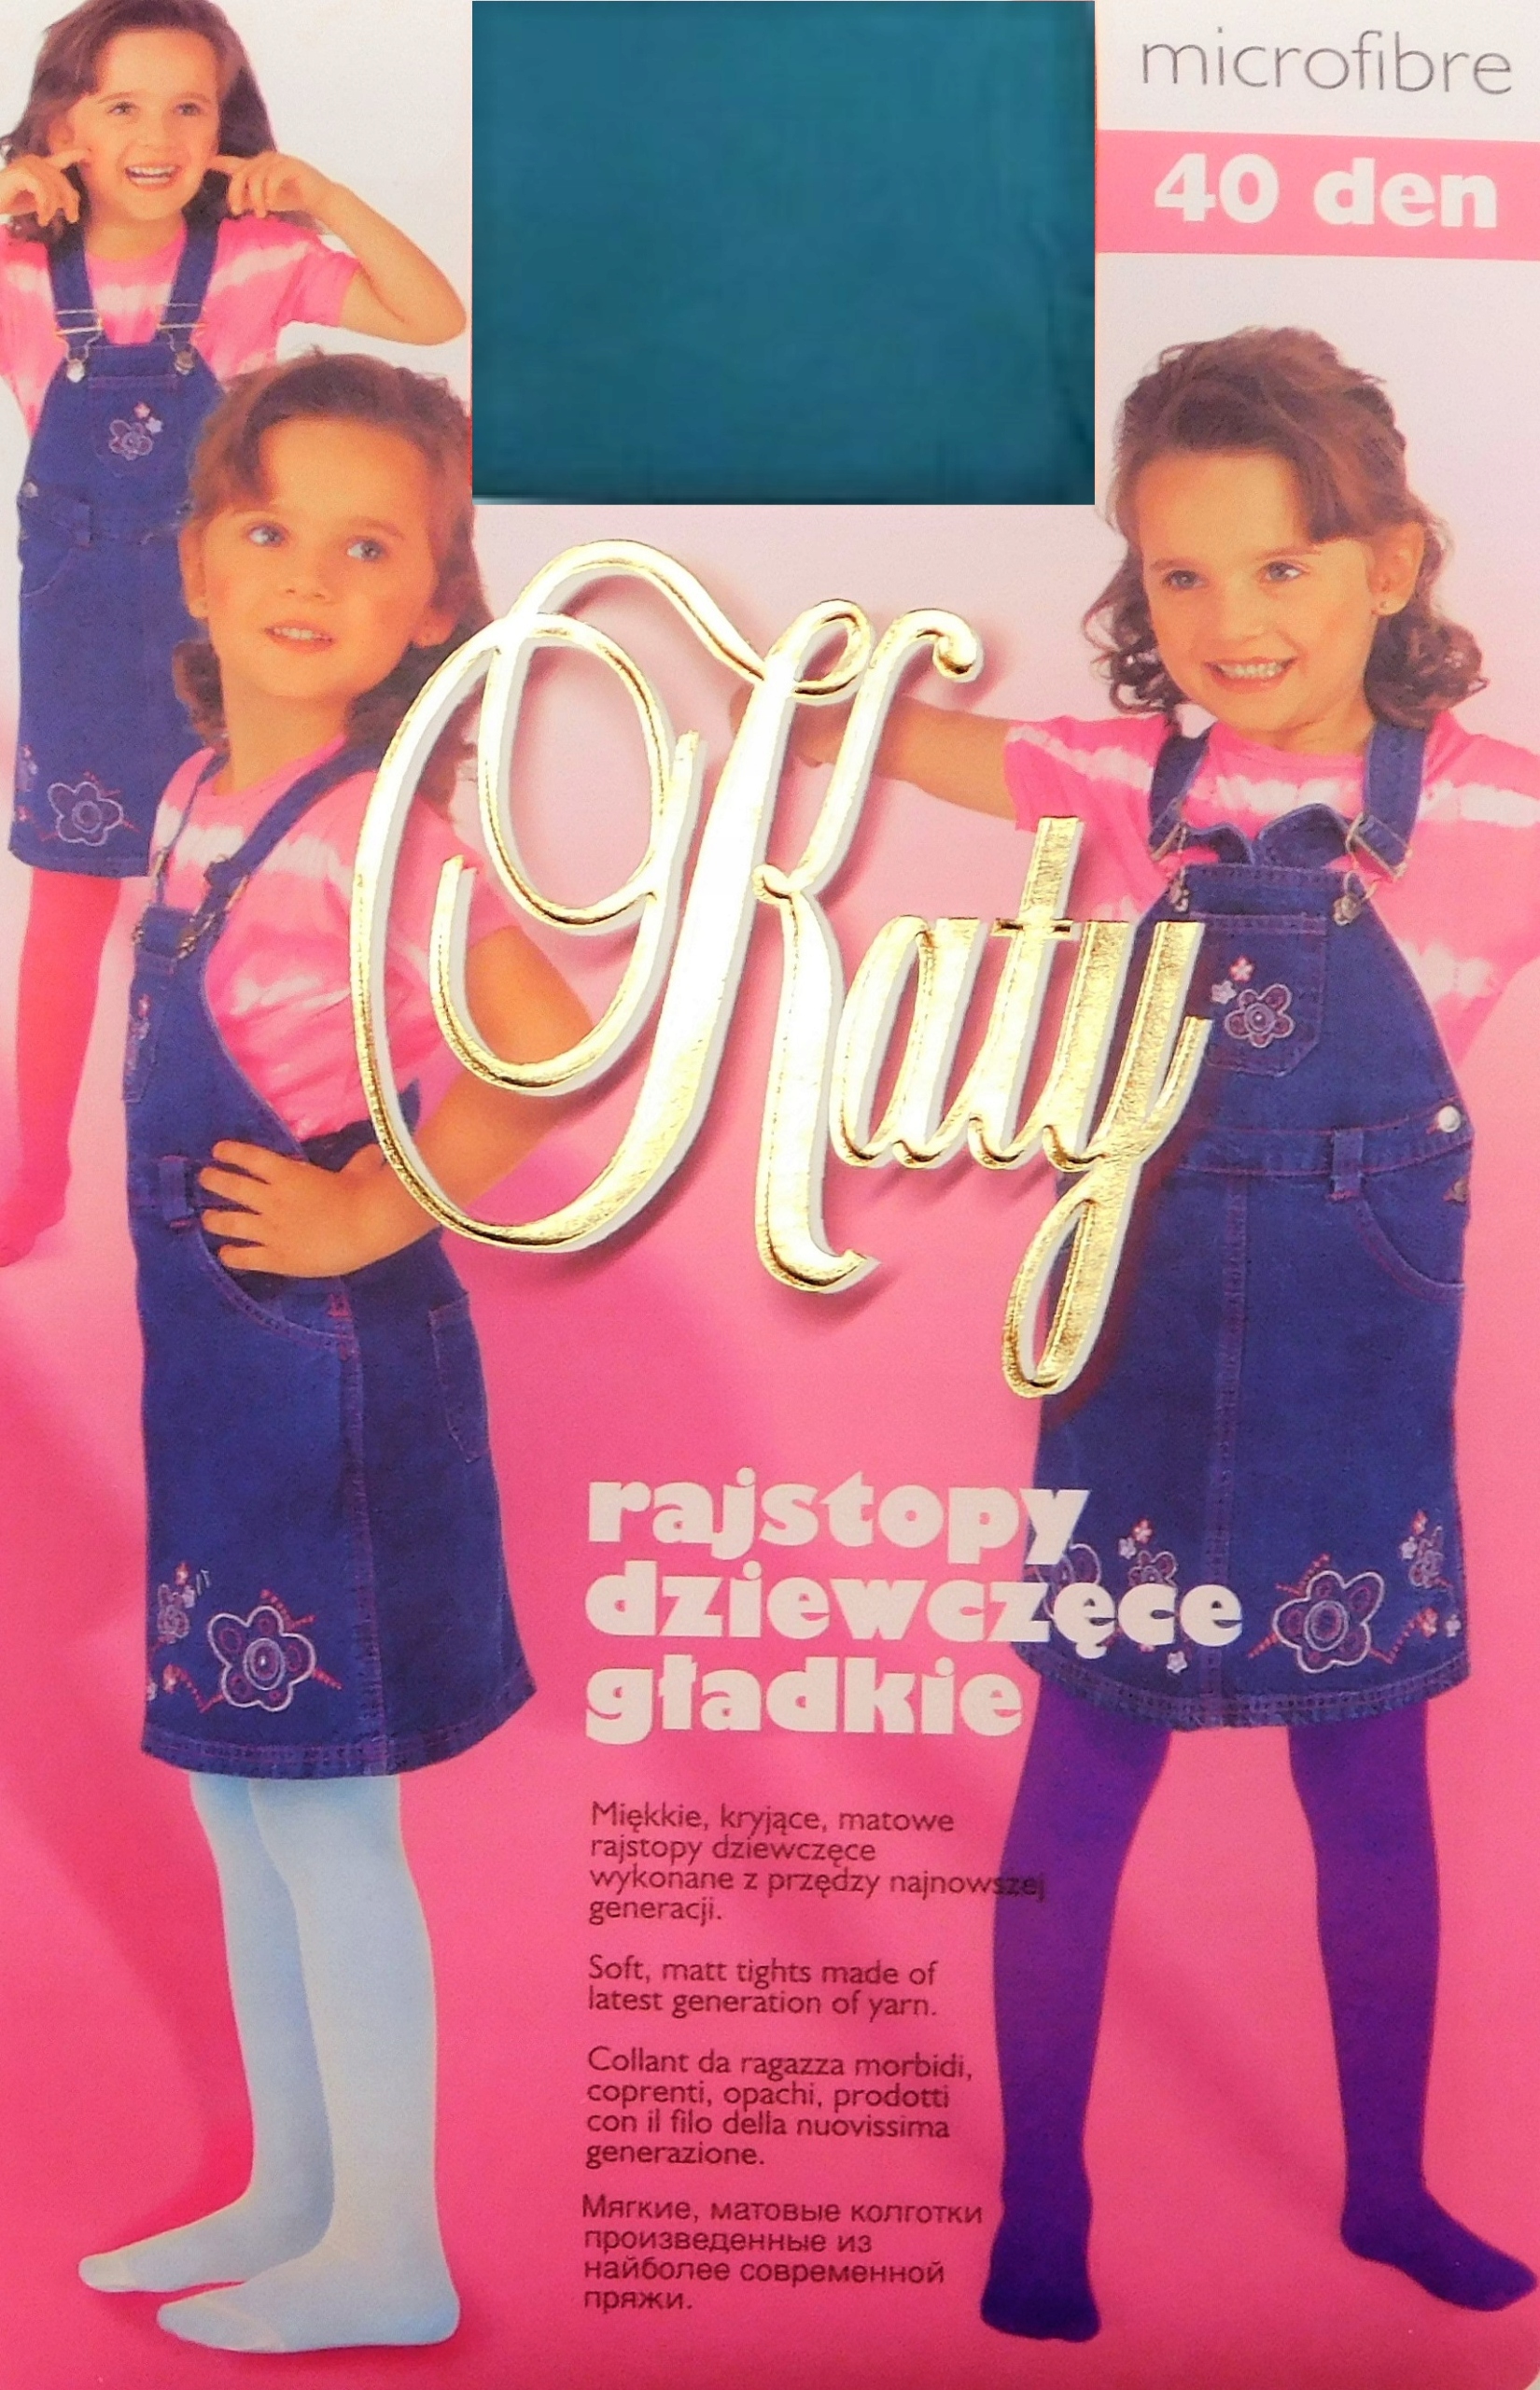 microfibre
40 den
Katy
rajstopy
dziewczęce
gładkie
Miękkie, kryjące, matowe
rajstopy dziewczęce
wykonane z przędzy najnowszej
generacji.
Soft, matt tights made of
latest generation of yarn.
Collant da ragazza morbidi,
coprenti, opachi, prodotti
con il filo della nuovissima
generazione.
Мягкие, матовые колготки
произведенные из
найболее современной
пряжи.